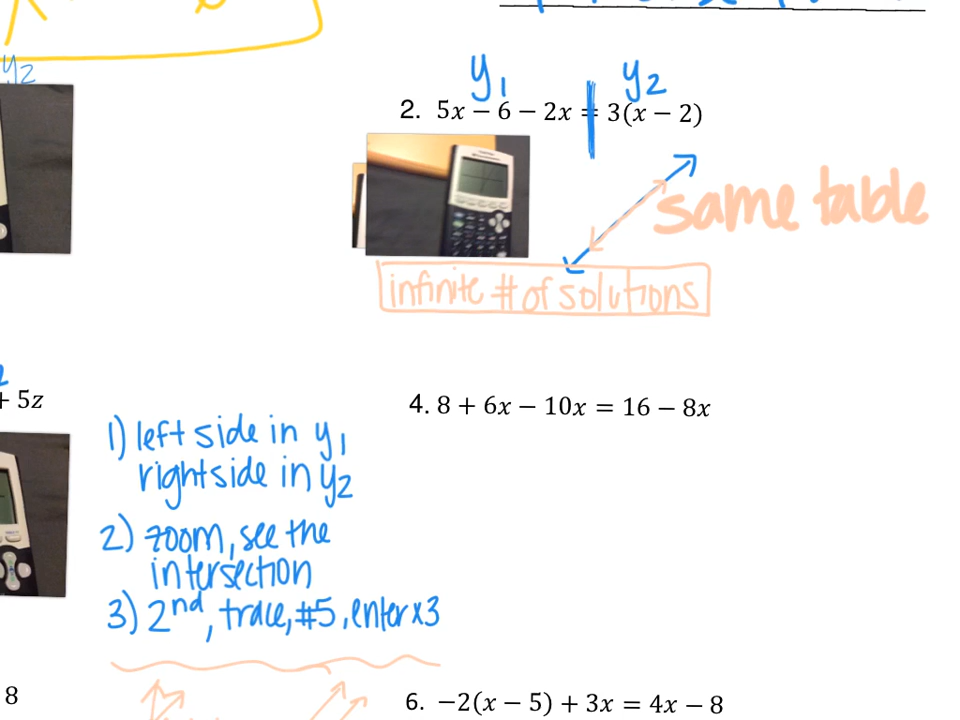 y2
y1 y2
2. 5x − 6 − 2x = 3(x − 2)
same table
infinite # of solutions
+ 5z
4. 8 + 6x − 10x = 16 − 8x
1) left side in y1
right side in y2
2) zoom, see the
intersection
3) 2nd, trace, #5, enter x3
8
6. −2(x − 5) + 3x = 4x − 8